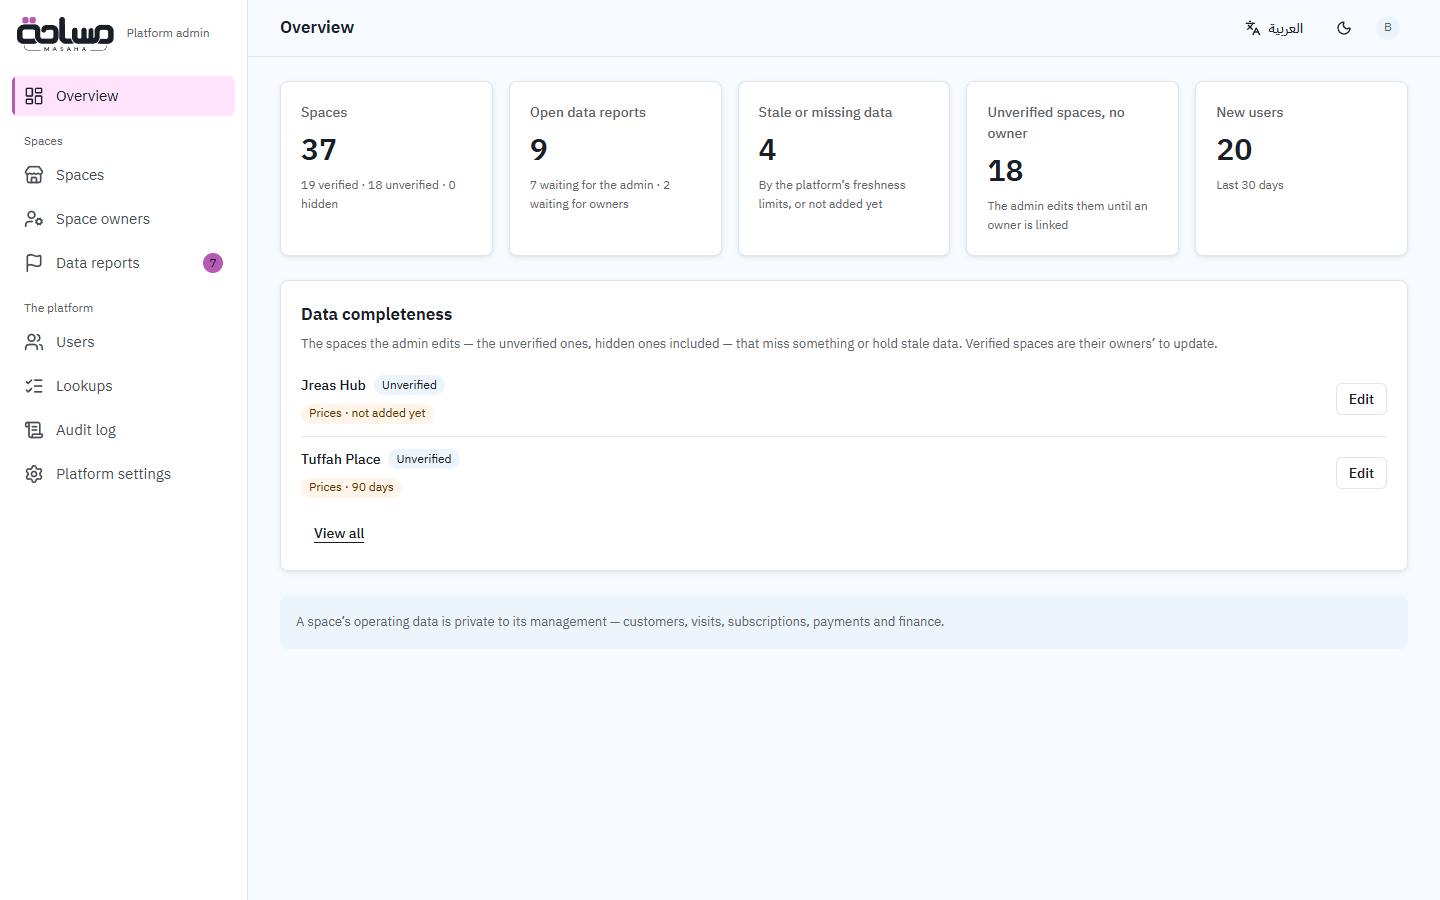 مساحة
MASAHA
Platform admin
Overview
Spaces
Spaces
Space owners
Data reports
7
The platform
Users
Lookups
Audit log
Platform settings
Overview
العربية
B
Spaces
37
19 verified · 18 unverified · 0
hidden
Open data reports
9
7 waiting for the admin · 2
waiting for owners
Stale or missing data
4
By the platform’s freshness
limits, or not added yet
Unverified spaces, no
owner
18
The admin edits them until an
owner is linked
New users
20
Last 30 days
Data completeness
The spaces the admin edits — the unverified ones, hidden ones included — that miss something or hold stale data. Verified spaces are their owners’ to update.
Jreas Hub Unverified
Prices · not added yet
Edit
Tuffah Place Unverified
Prices · 90 days
Edit
View all
A space’s operating data is private to its management — customers, visits, subscriptions, payments and finance.